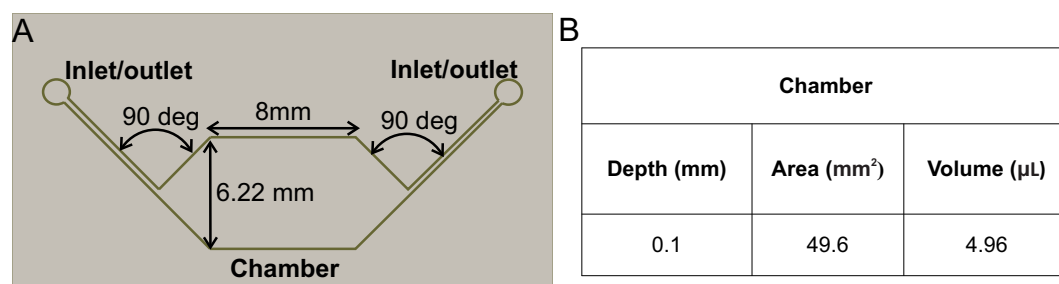 A
Inlet/outlet
Inlet/outlet
90 deg
8mm
90 deg
6.22 mm
Chamber
B
Chamber
Depth (mm)
Area (mm²)
Volume (µL)
0.1
49.6
4.96